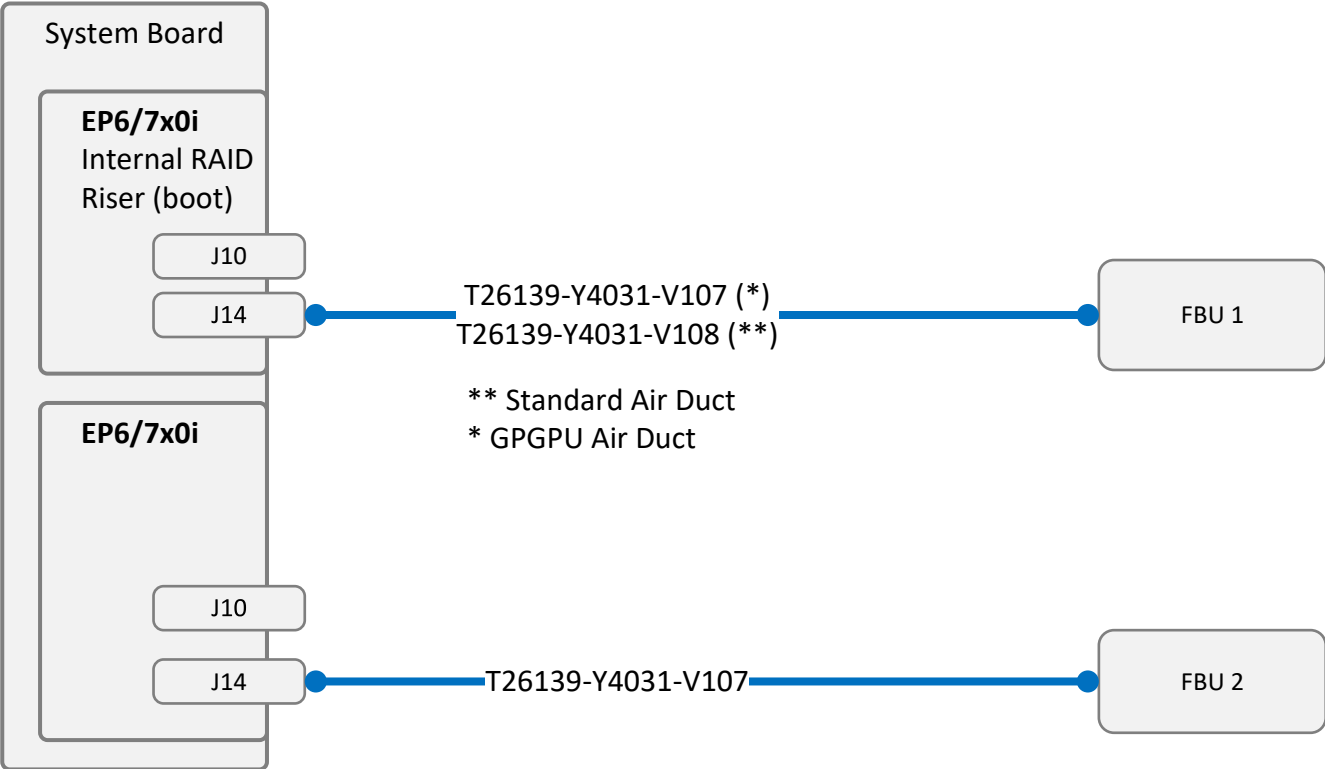 System Board
EP6/7x0i
Internal RAID
Riser (boot)
J10
J14
T26139-Y4031-V107 (*)
T26139-Y4031-V108 (**)
FBU 1
** Standard Air Duct
* GPGPU Air Duct
EP6/7x0i
J10
J14
T26139-Y4031-V107
FBU 2